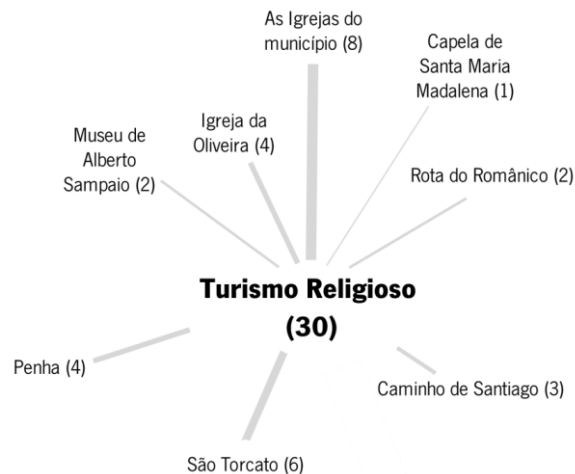 As Igrejas do
município (8)
Capela de
Santa Maria
Madalena (1)
Igreja da
Oliveira (4)
Museu de
Alberto
Sampaio (2)
Rota do Românico (2)
Turismo Religioso
(30)
Penha (4)
Caminho de Santiago (3)
São Torcato (6)